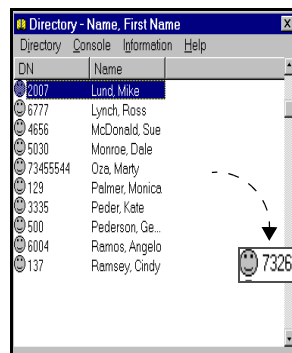 Directory - Name, First Name
Directory Console Information Help
DN Name
2007 Lund, Mike
6777 Lynch, Ross
4656 McDonald, Sue
5030 Monroe, Dale
73455544 Oza, Marty
129 Palmer, Monica
3335 Peder, Kate
500 Pederson, Ge...
6004 Ramos, Angelo
137 Ramsey, Cindy
7326